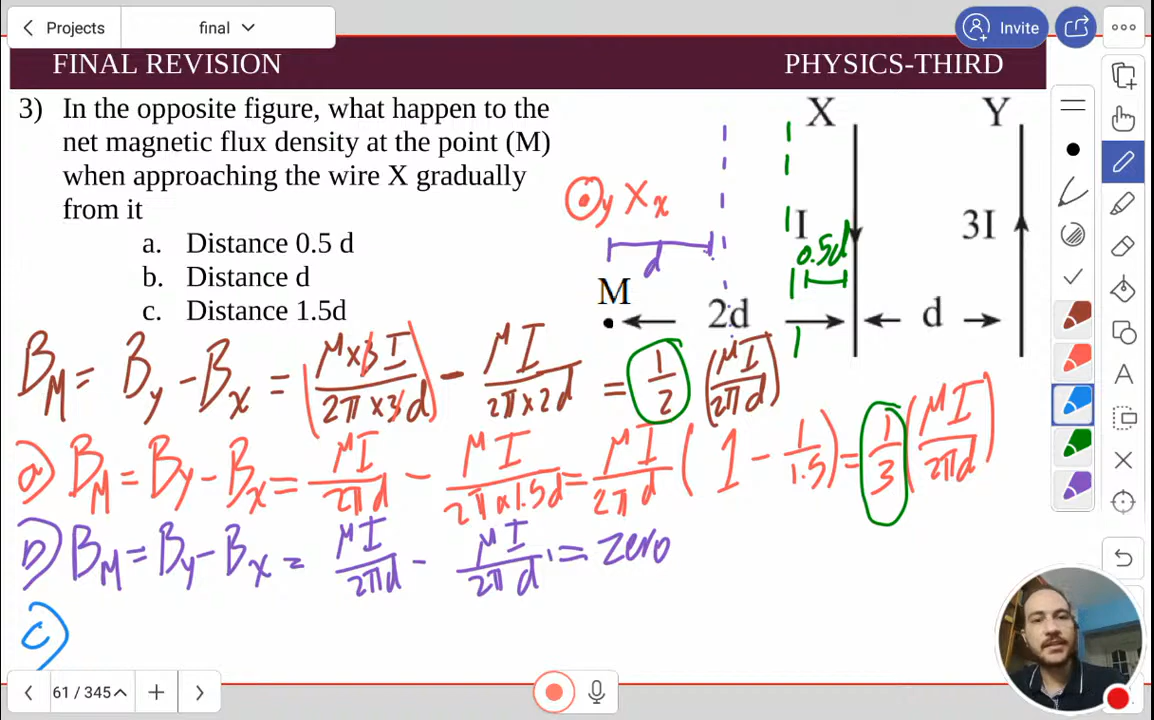 Projects
final
Invite
FINAL REVISION
PHYSICS-THIRD
3) In the opposite figure, what happen to the
net magnetic flux density at the point (M)
when approaching the wire X gradually
from it
a. Distance 0.5 d
b. Distance d
c. Distance 1.5d
X
Y
⊙y Xx
I
3I
0.5d
d
M
2d
d
B_M = B_y - B_x = (μ×3I / 2π×3d) - μI / 2π×2d = 1/2 (μI / 2πd)
a) B_M = B_y - B_x = μI / 2πd - μI / 2π×1.5d = μI / 2πd (1 - 1/1.5) = 1/3 (μI / 2πd)
b) B_M = B_y - B_x = μI / 2πd - μI / 2πd = zero
c)
A
61 / 345